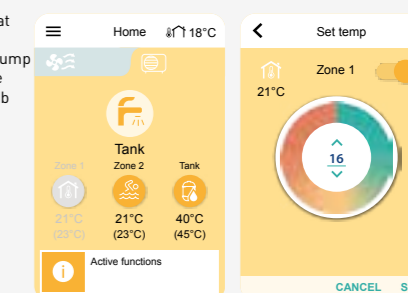 at
ump
e
b
Home 18°C
Tank
Zone 1 Zone 2 Tank
21°C 21°C 40°C
(23°C) (23°C) (45°C)
Active functions
Set temp
Zone 1
21°C
16
CANCEL S